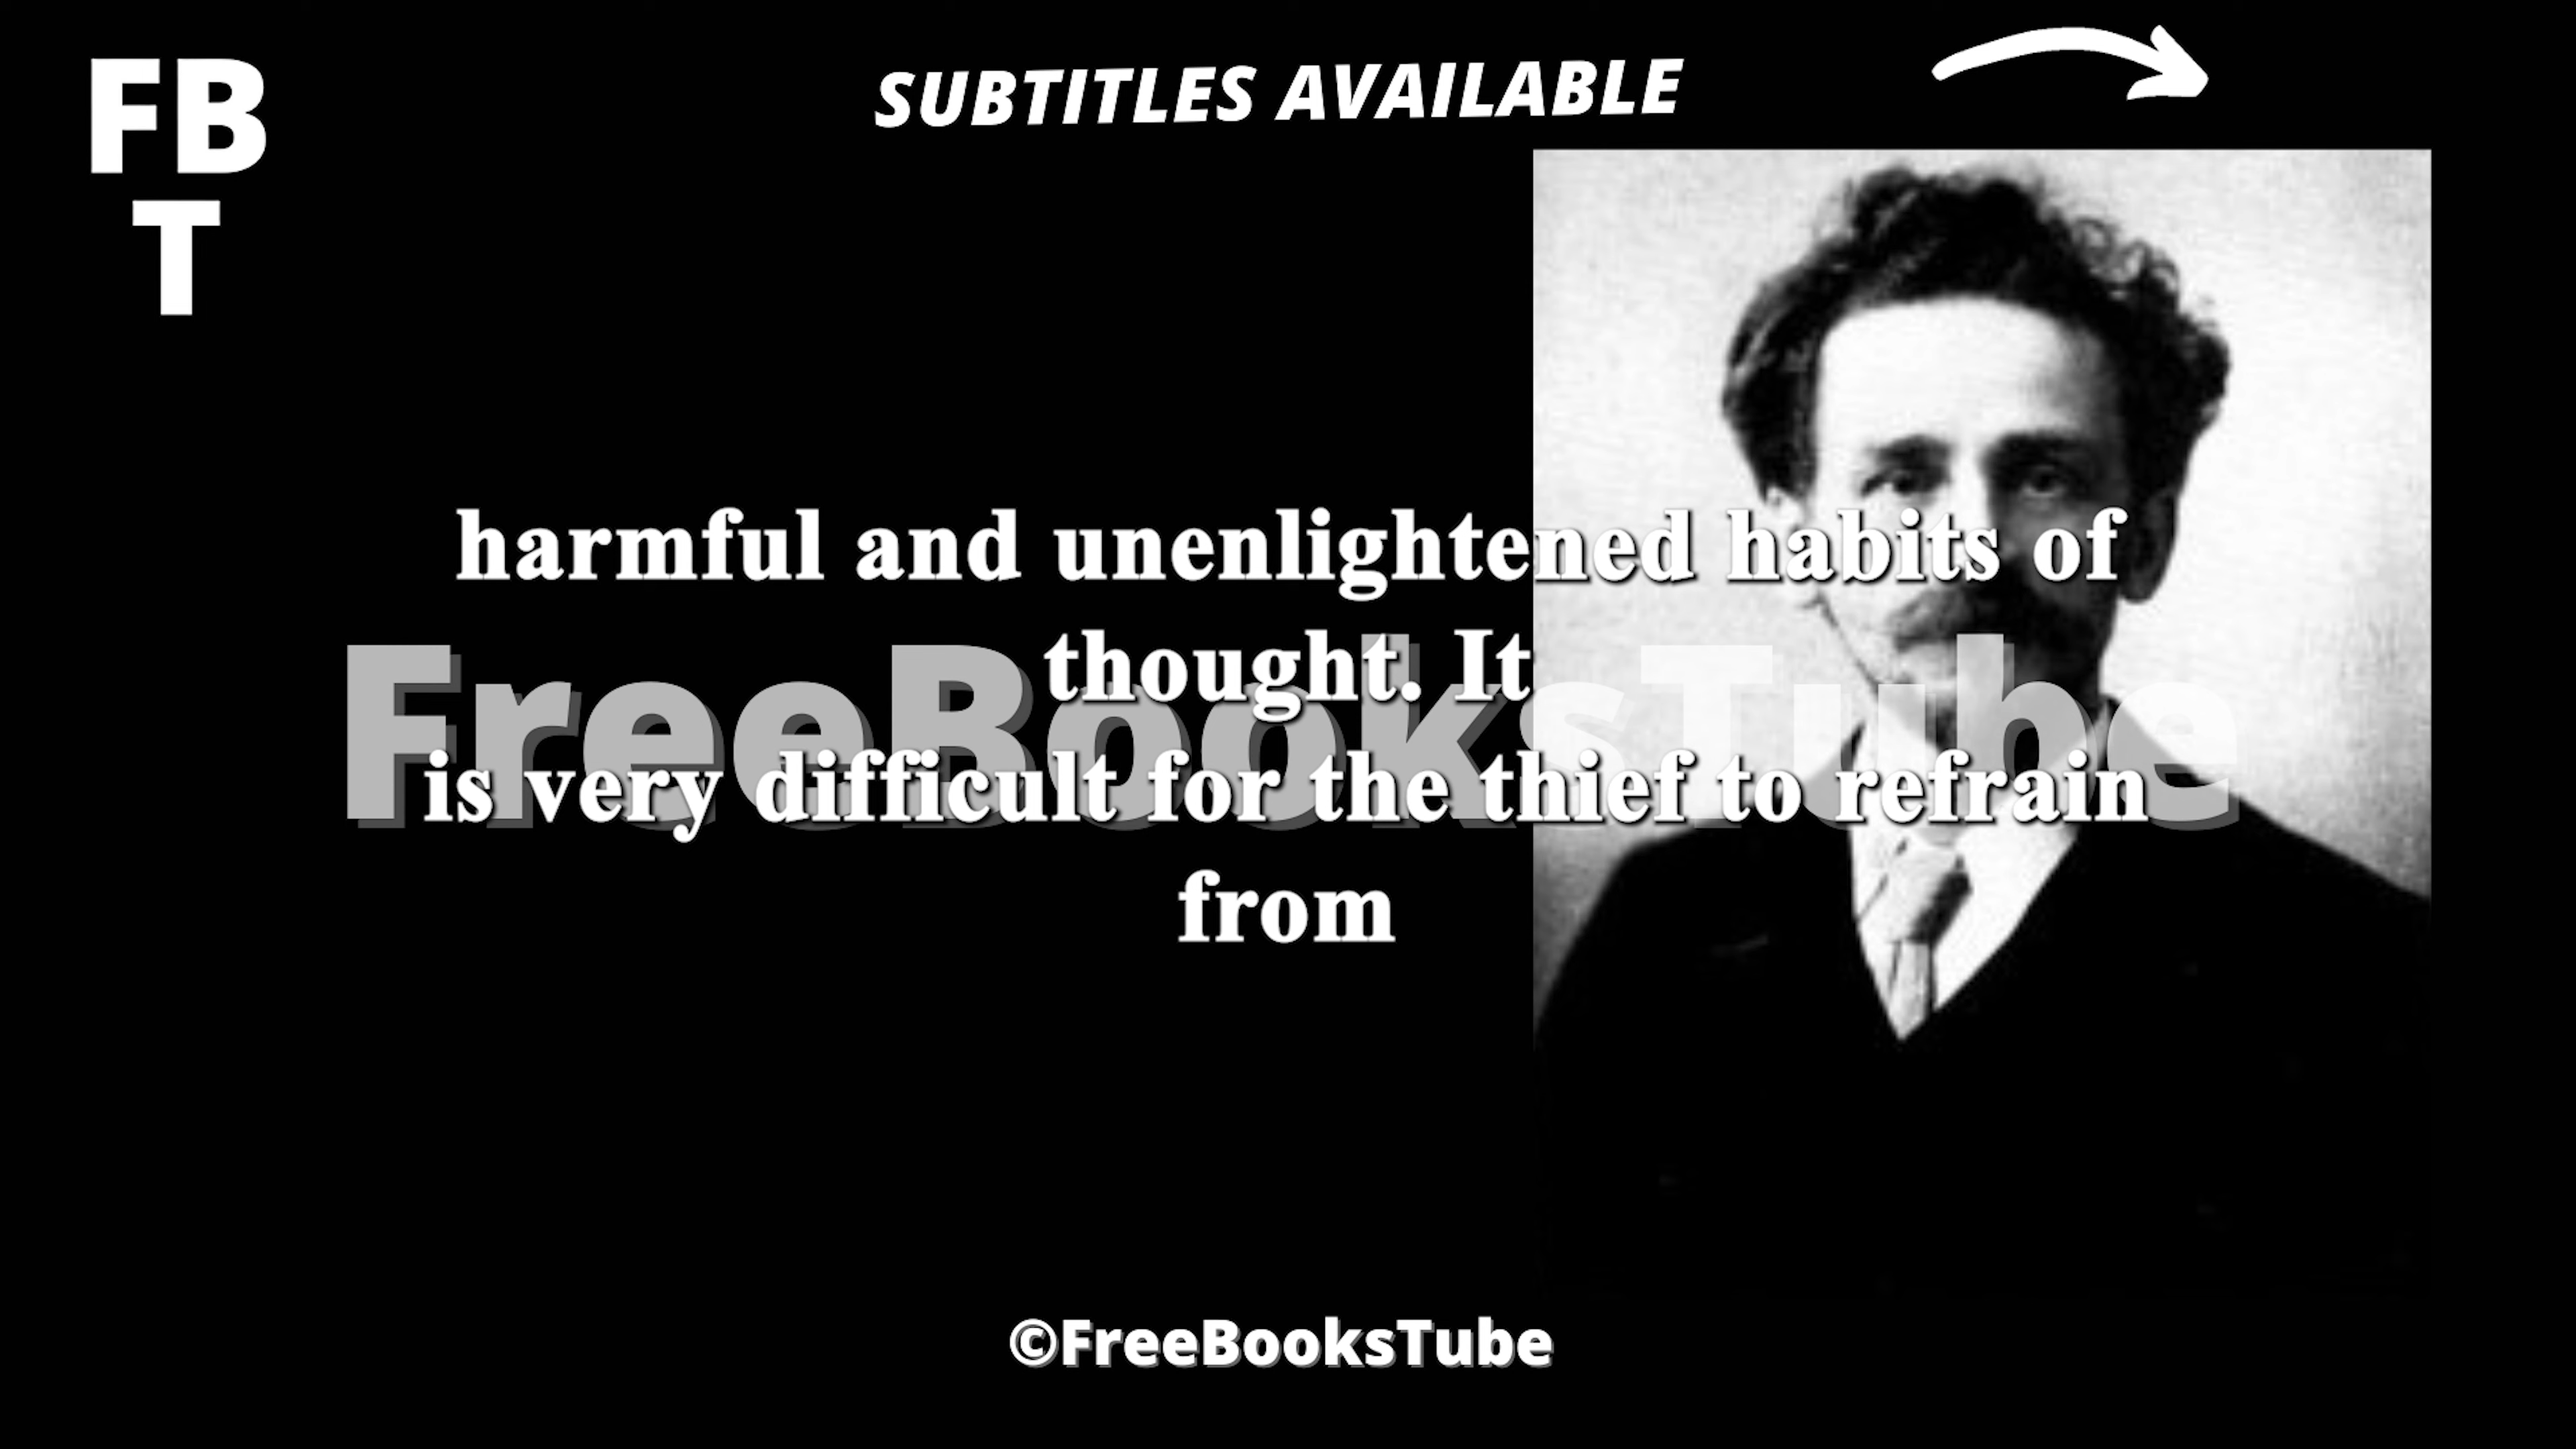 FB
T
SUBTITLES AVAILABLE
harmful and unenlightened habits of
thought. It
FreeBooksTube
is very difficult for the thief to refrain
from
©FreeBooksTube